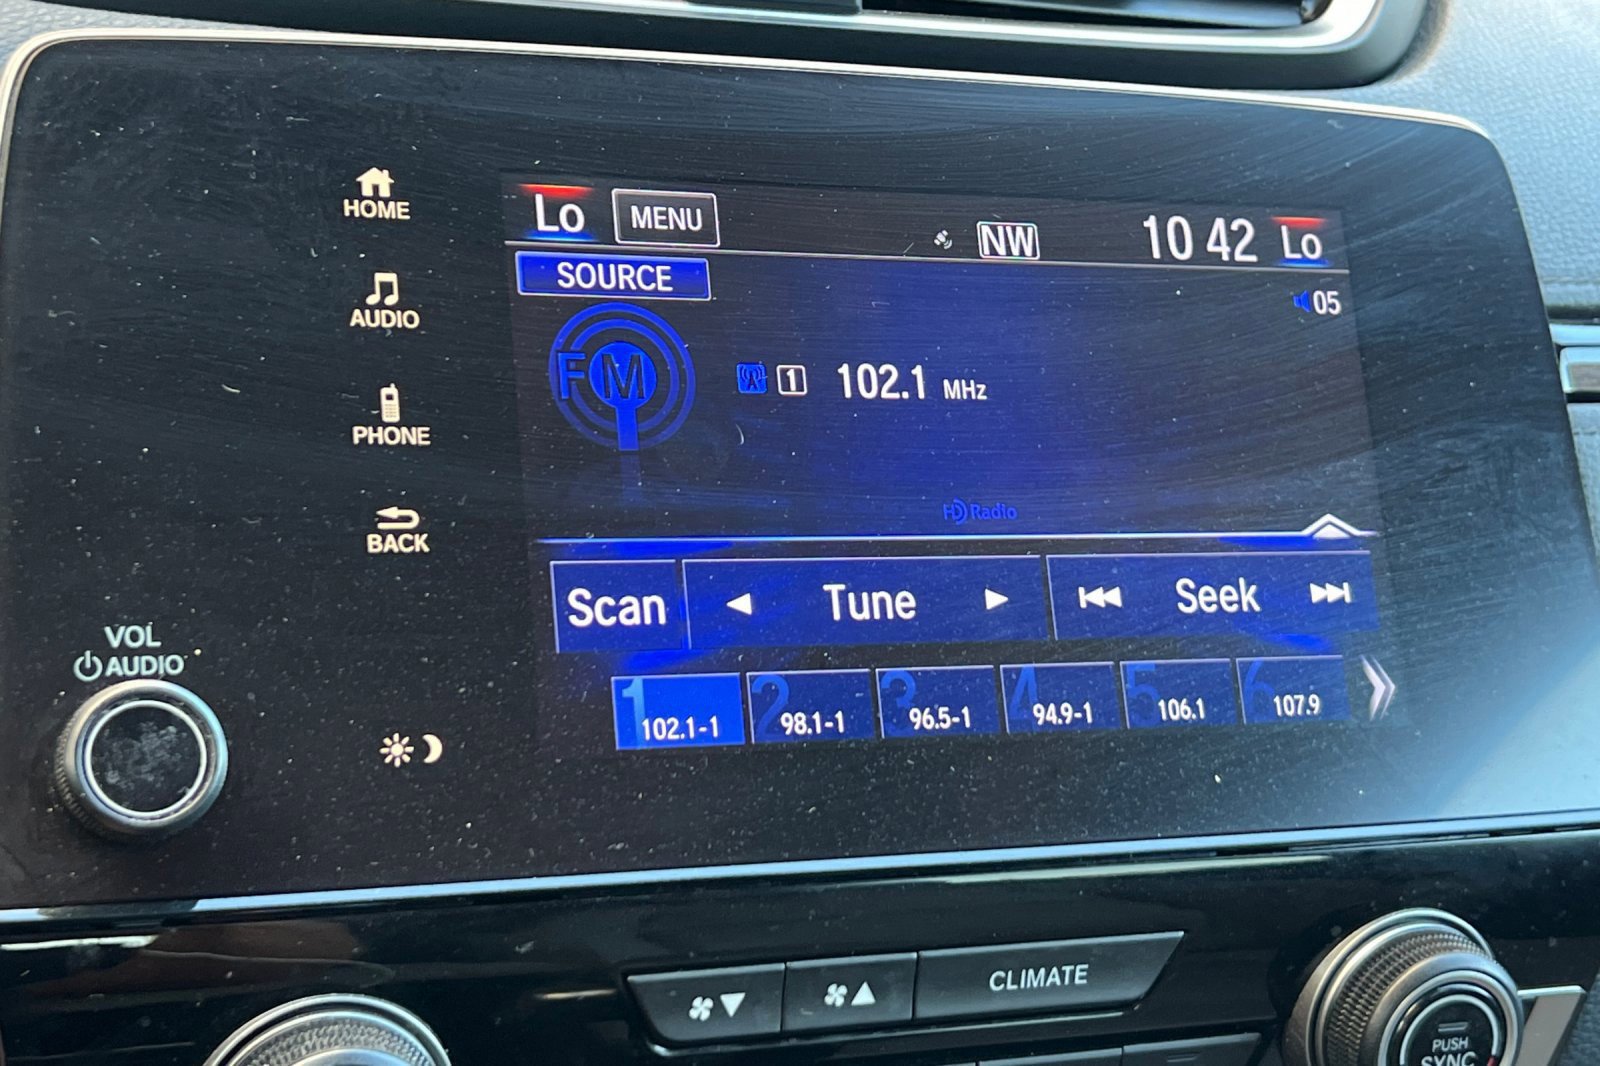 HOME
AUDIO
PHONE
BACK
VOL
AUDIO
Lo MENU NW 10 42 Lo
SOURCE
05
FM 1 102.1 MHz
HD Radio
Scan Tune Seek
1 102.1-1 2 98.1-1 3 96.5-1 4 94.9-1 5 106.1 6 107.9
CLIMATE
PUSH
SYNC